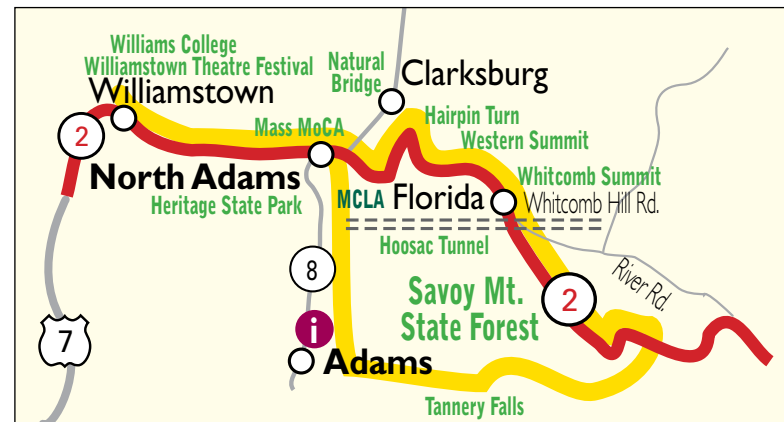 Williams College
Williamstown Theatre Festival
Williamstown
Natural
Bridge
Clarksburg
2
Mass MoCA
Hairpin Turn
Western Summit
North Adams
Heritage State Park
MCLA
Florida
Whitcomb Summit
Whitcomb Hill Rd.
Hoosac Tunnel
8
River Rd.
Savoy Mt.
State Forest
2
7
i
Adams
Tannery Falls